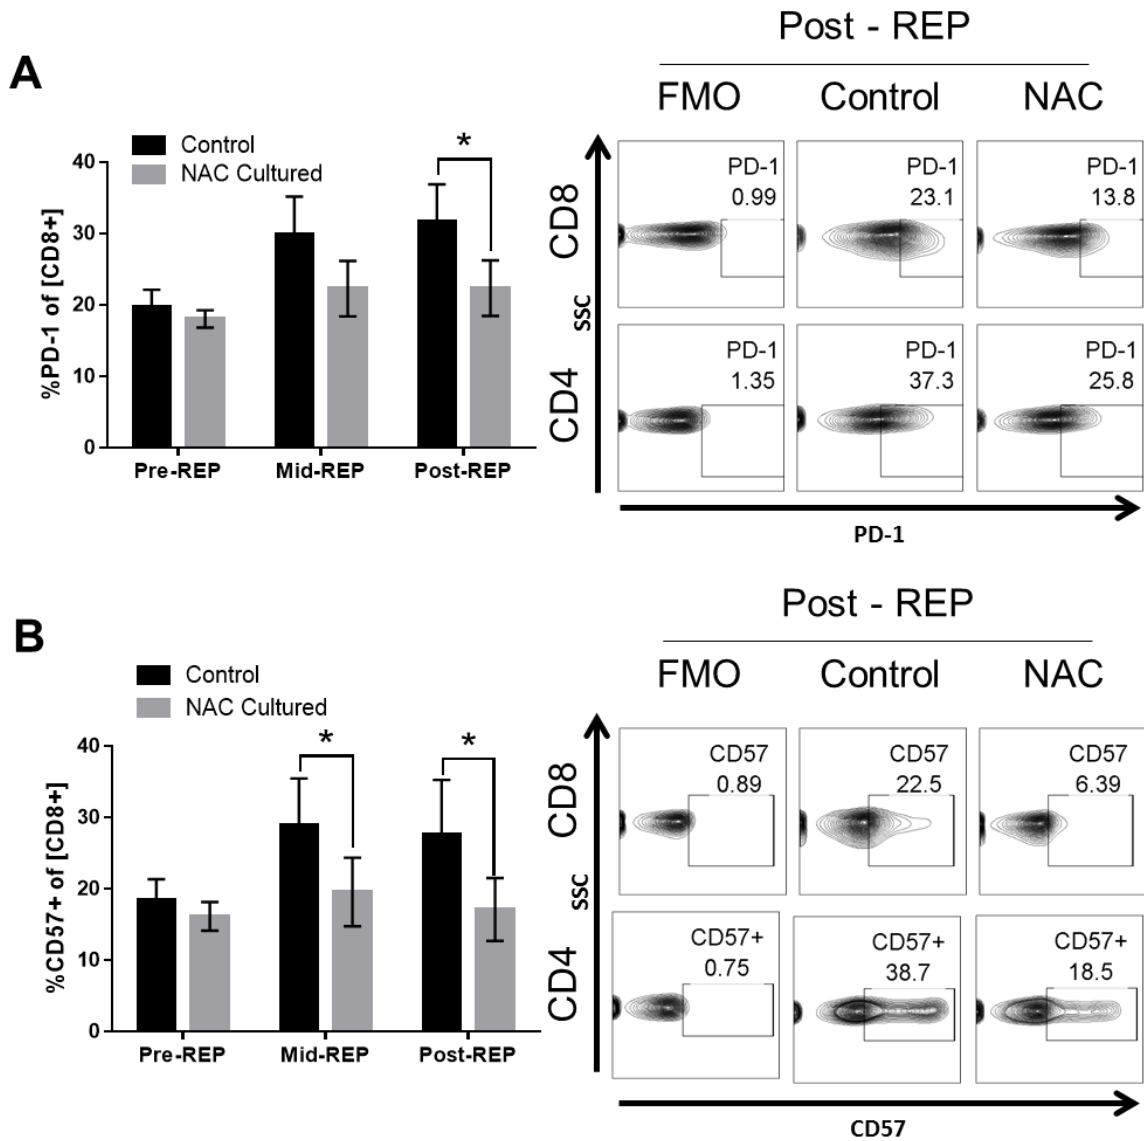 A
Control
NAC Cultured
*
%PD-1 of [CD8+]
40
30
20
10
0
Pre-REP
Mid-REP
Post-REP
Post - REP
FMO
Control
NAC
CD8
PD-1
0.99
PD-1
23.1
PD-1
13.8
SSC
CD4
PD-1
1.35
PD-1
37.3
PD-1
25.8
PD-1
B
Control
NAC Cultured
*
*
%CD57+ of [CD8+]
40
30
20
10
0
Pre-REP
Mid-REP
Post-REP
Post - REP
FMO
Control
NAC
CD8
CD57
0.89
CD57
22.5
CD57
6.39
SSC
CD4
CD57+
0.75
CD57+
38.7
CD57+
18.5
CD57